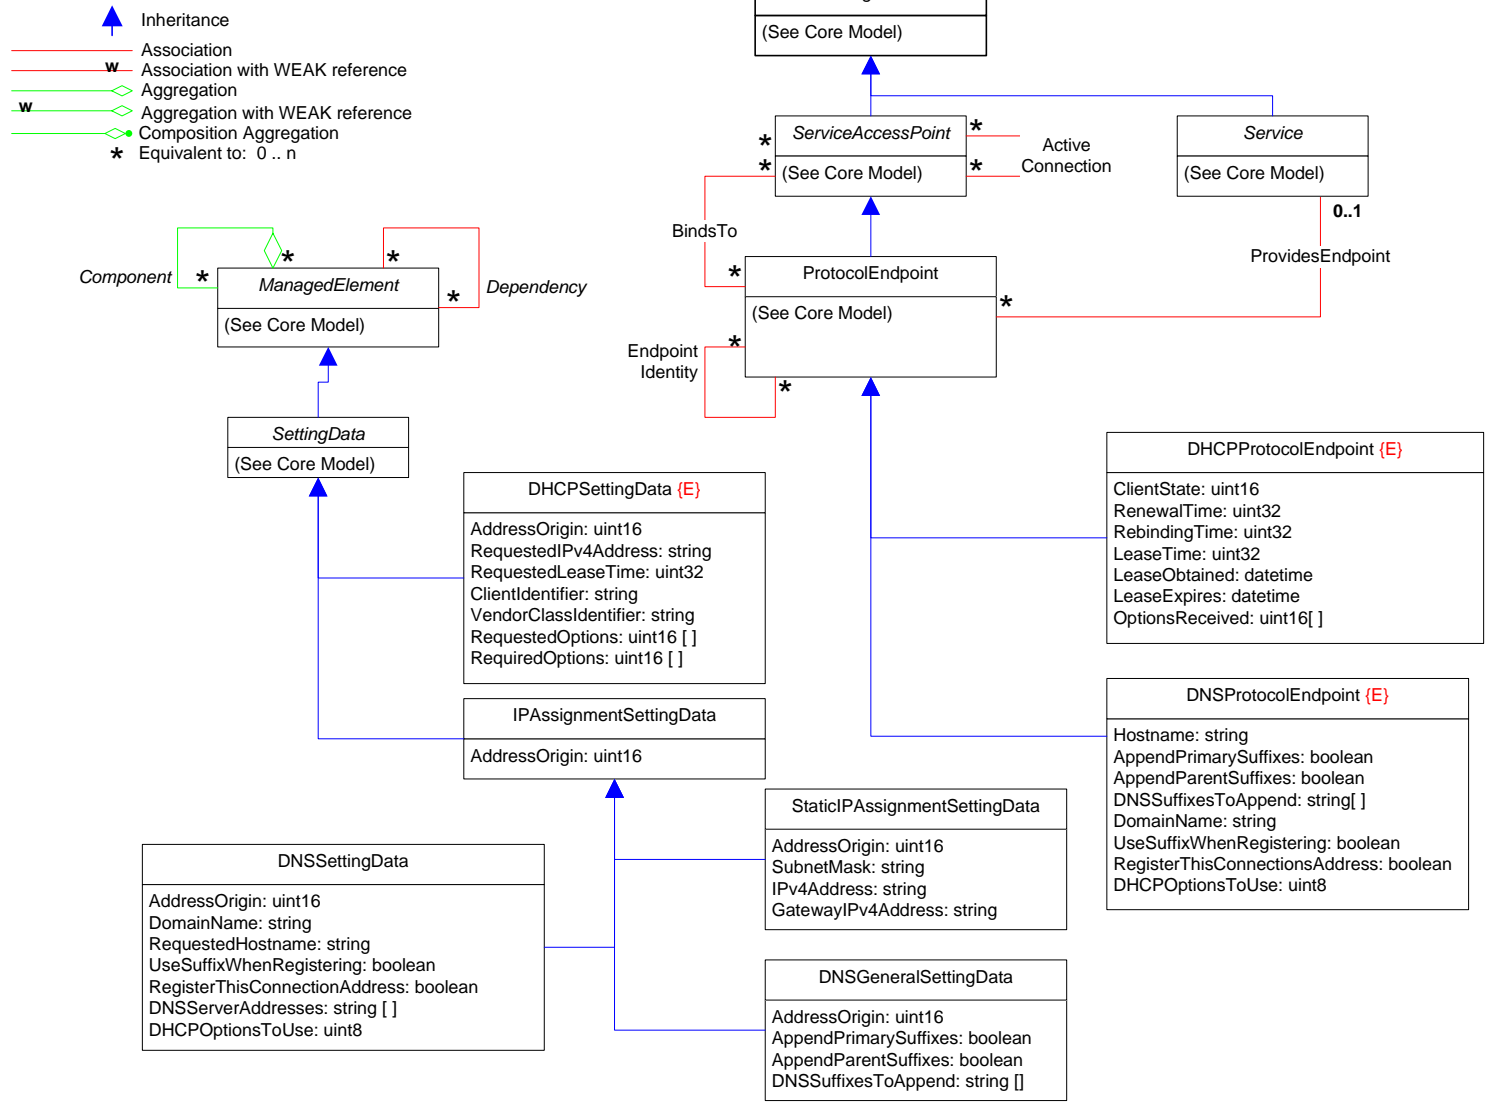 Inheritance
Association
w
Association with WEAK reference
Aggregation
w
Aggregation with WEAK reference
Composition Aggregation
* Equivalent to: 0 .. n
(See Core Model)
ServiceAccessPoint
(See Core Model)
*
*
*
*
Active
Connection
Service
(See Core Model)
0..1
ProvidesEndpoint
BindsTo
*
ProtocolEndpoint
(See Core Model)
*
*
*
Endpoint
Identity
Component
*
*
*
*
ManagedElement
(See Core Model)
Dependency
SettingData
(See Core Model)
DHCPSettingData {E}
AddressOrigin: uint16
RequestedIPv4Address: string
RequestedLeaseTime: uint32
ClientIdentifier: string
VendorClassIdentifier: string
RequestedOptions: uint16 [ ]
RequiredOptions: uint16 [ ]
DHCPProtocolEndpoint {E}
ClientState: uint16
RenewalTime: uint32
RebindingTime: uint32
LeaseTime: uint32
LeaseObtained: datetime
LeaseExpires: datetime
OptionsReceived: uint16[ ]
IPAssignmentSettingData
AddressOrigin: uint16
DNSProtocolEndpoint {E}
Hostname: string
AppendPrimarySuffixes: boolean
AppendParentSuffixes: boolean
DNSSuffixesToAppend: string[ ]
DomainName: string
UseSuffixWhenRegistering: boolean
RegisterThisConnectionsAddress: boolean
DHCPOptionsToUse: uint8
StaticIPAssignmentSettingData
AddressOrigin: uint16
SubnetMask: string
IPv4Address: string
GatewayIPv4Address: string
DNSSettingData
AddressOrigin: uint16
DomainName: string
RequestedHostname: string
UseSuffixWhenRegistering: boolean
RegisterThisConnectionAddress: boolean
DNSServerAddresses: string [ ]
DHCPOptionsToUse: uint8
DNSGeneralSettingData
AddressOrigin: uint16
AppendPrimarySuffixes: boolean
AppendParentSuffixes: boolean
DNSSuffixesToAppend: string []